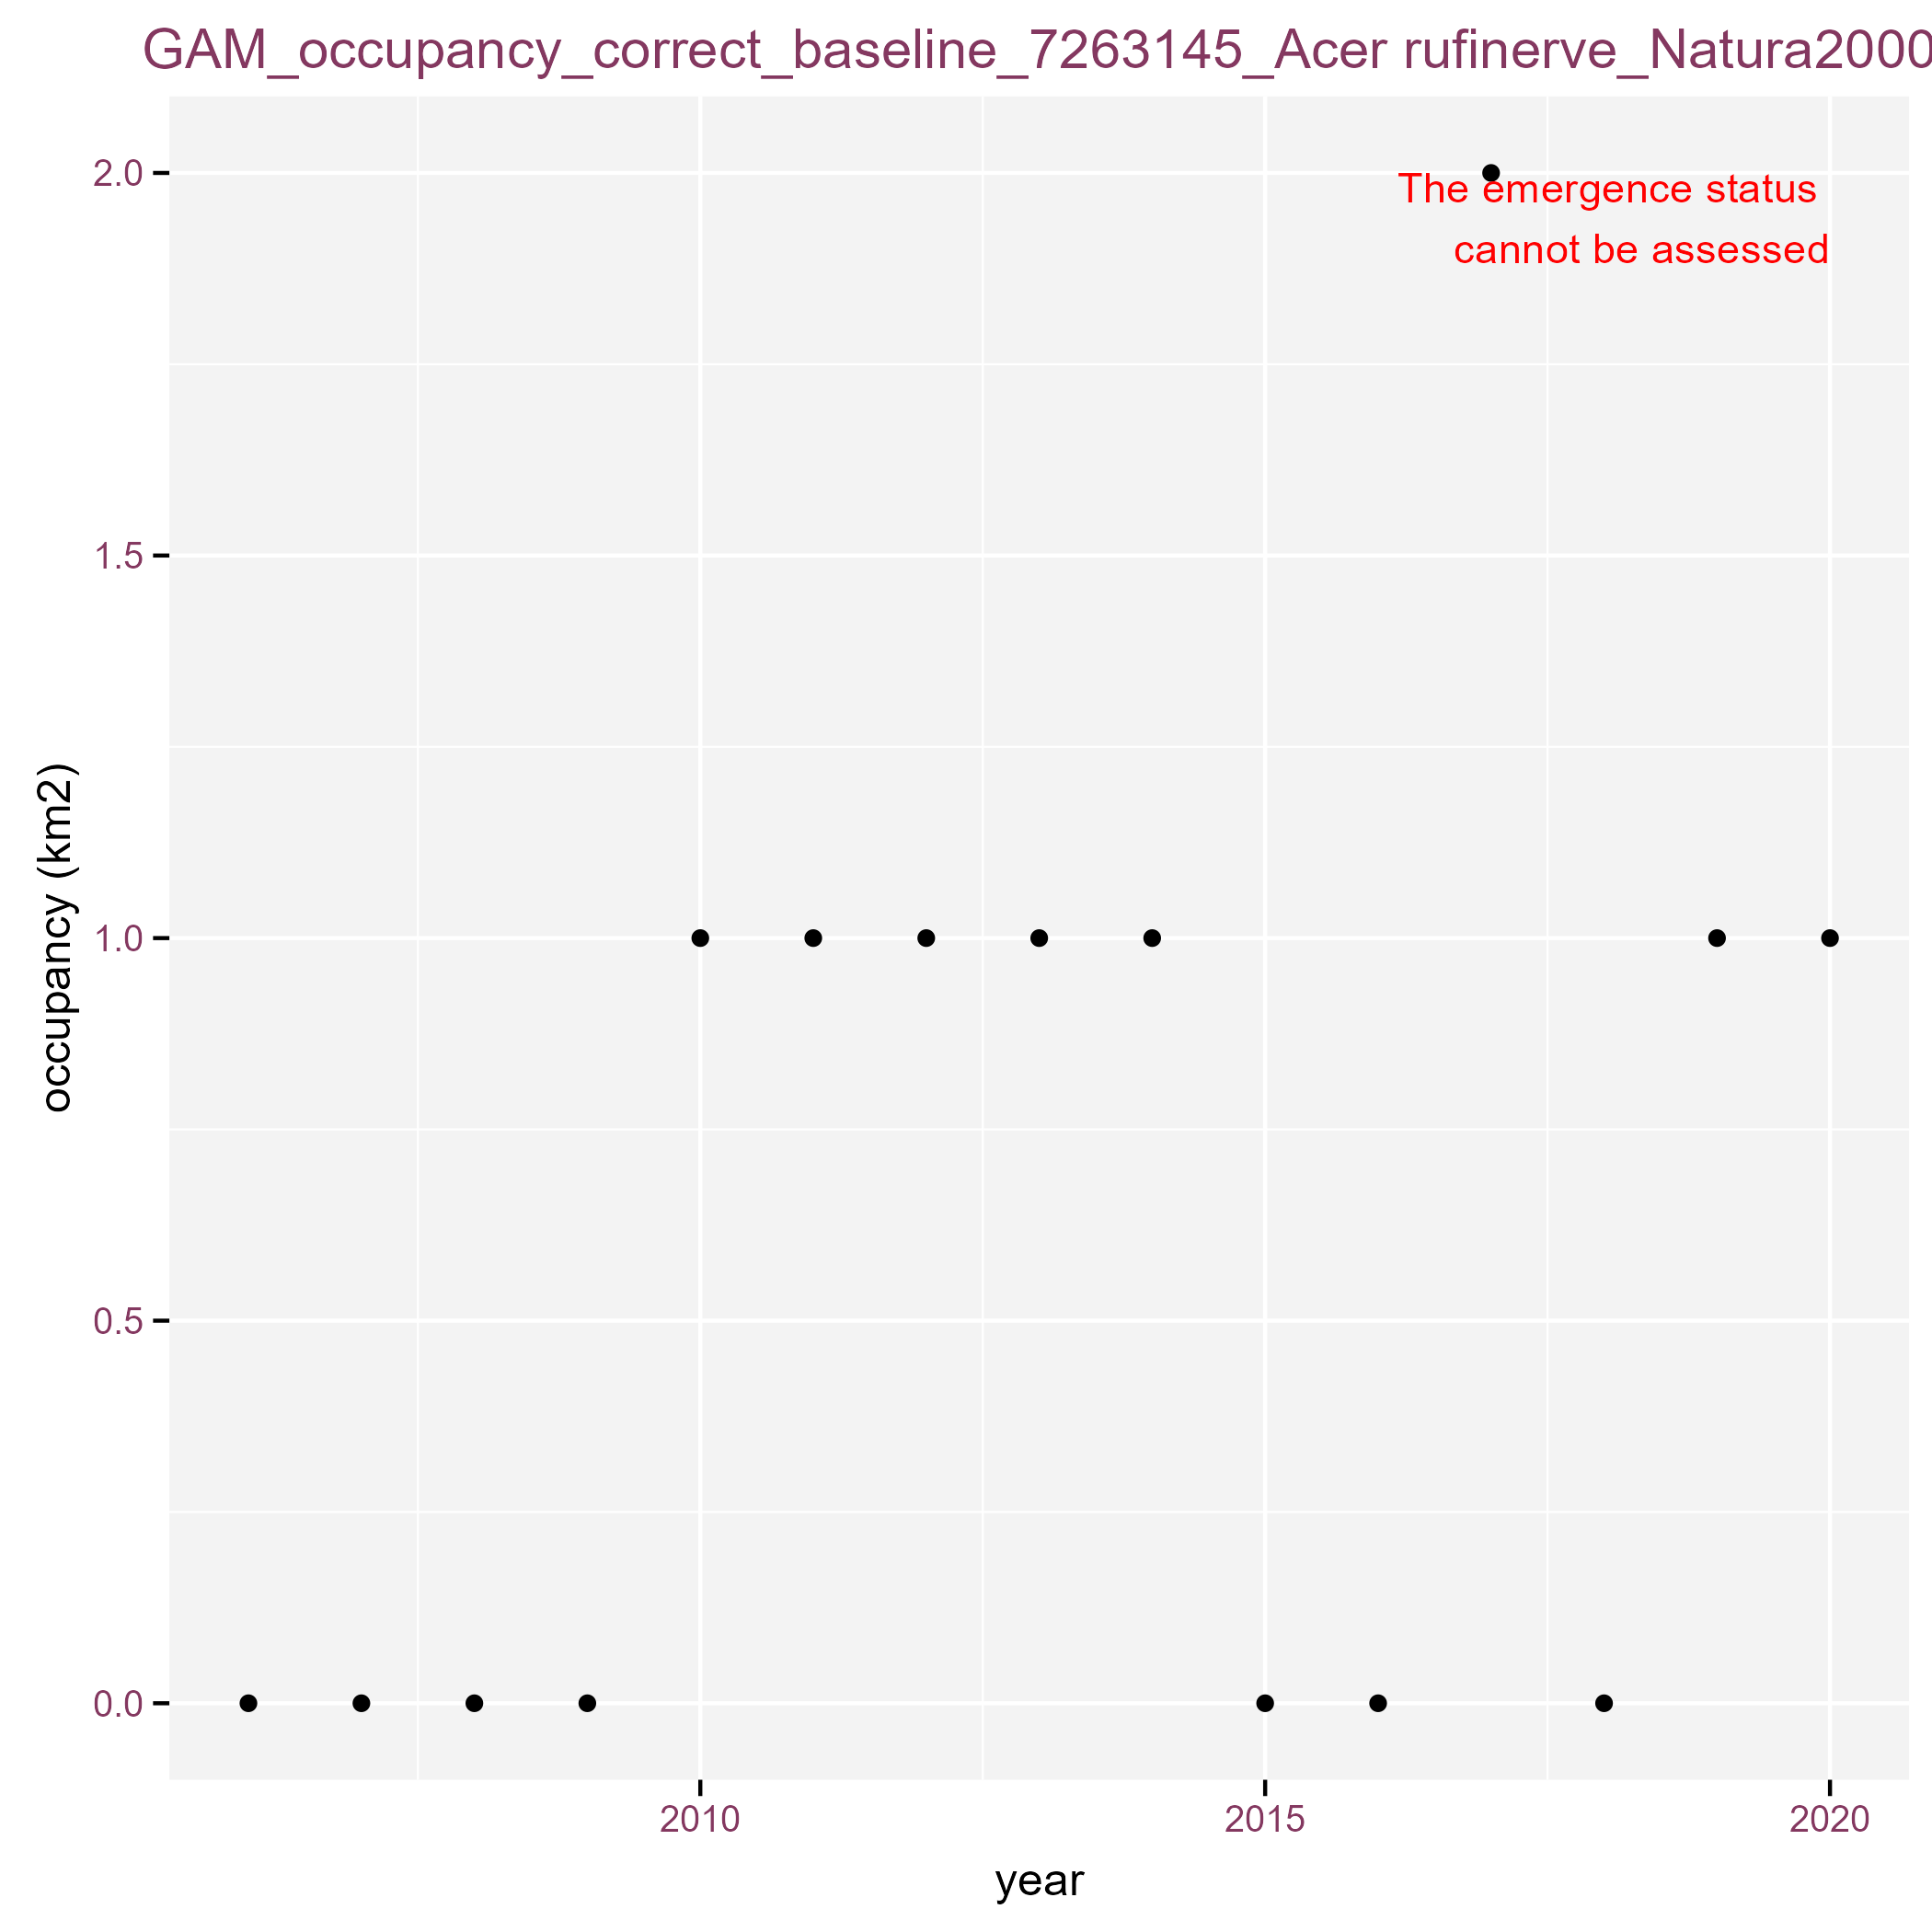 GAM_occupancy_correct_baseline_7263145_Acer rufinerve_Natura2000
The emergence status
cannot be assessed
2.0
1.5
1.0
0.5
0.0
occupancy (km2)
2010
2015
2020
year